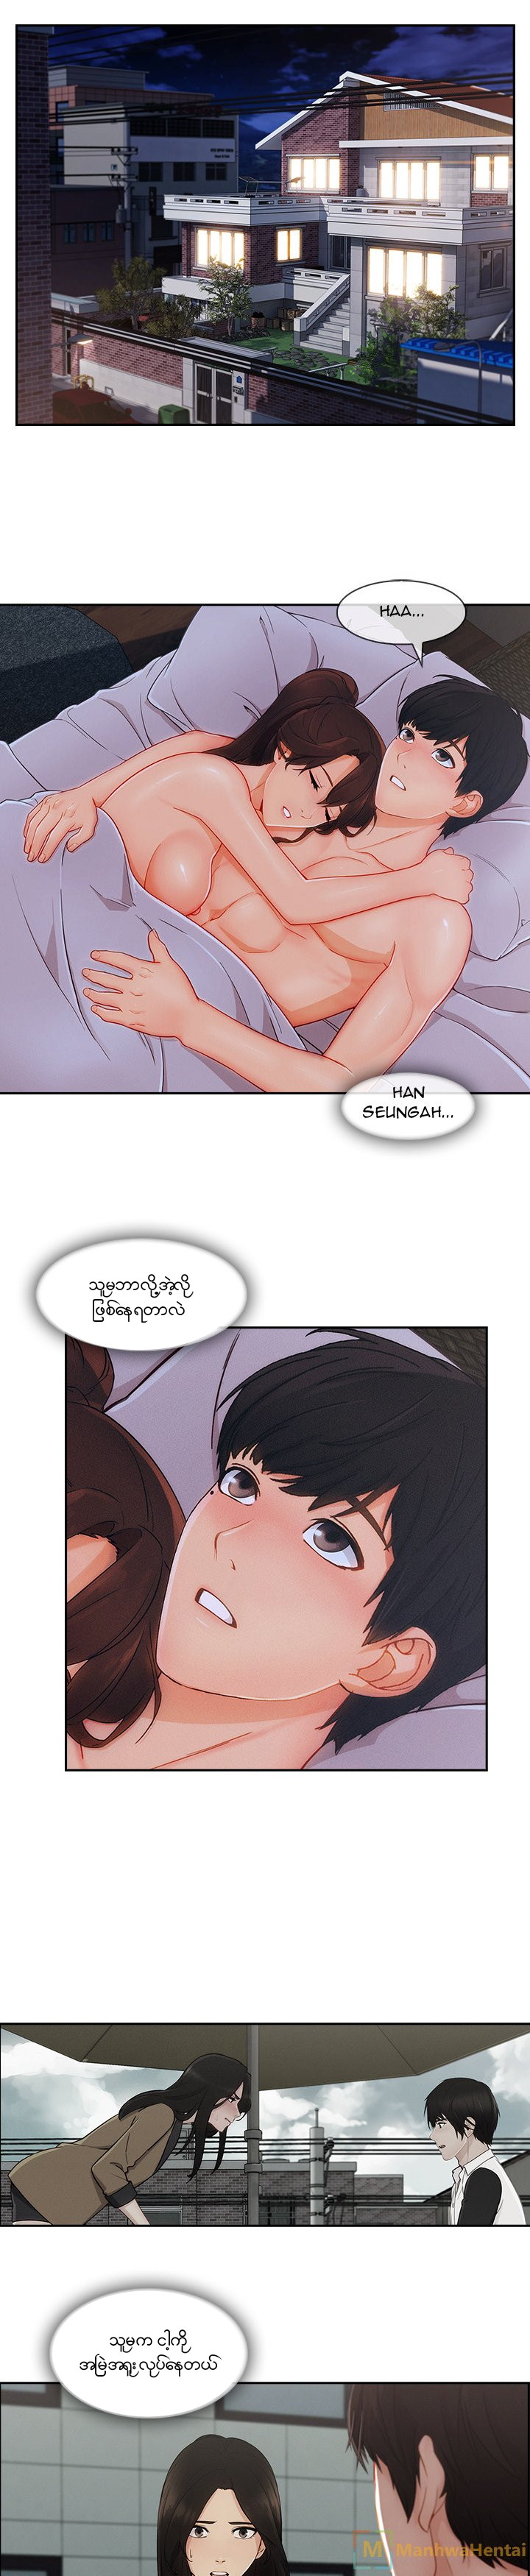 HAA...
HAN
SEUNGAH...
သူမဘာလို့အဲ့လို
ဖြစ်နေရတာလဲ
သူမက ငါ့ကို
အမြဲအရူးလုပ်နေတယ်
M ManhwaHentai